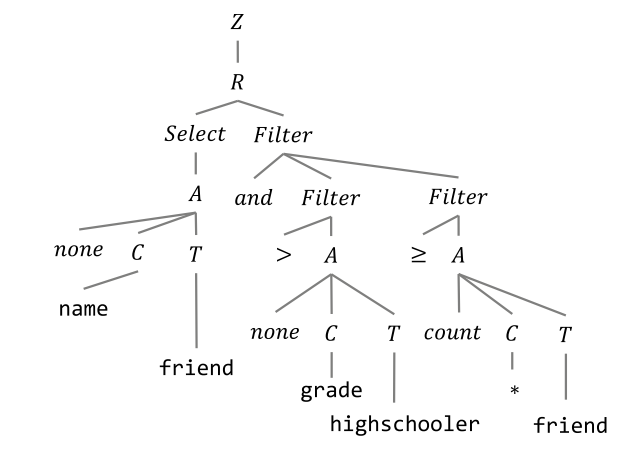 Z
R
Select Filter
A and Filter Filter
none C T > A ≥ A
name
none C T count C T
friend
grade *
highschooler friend